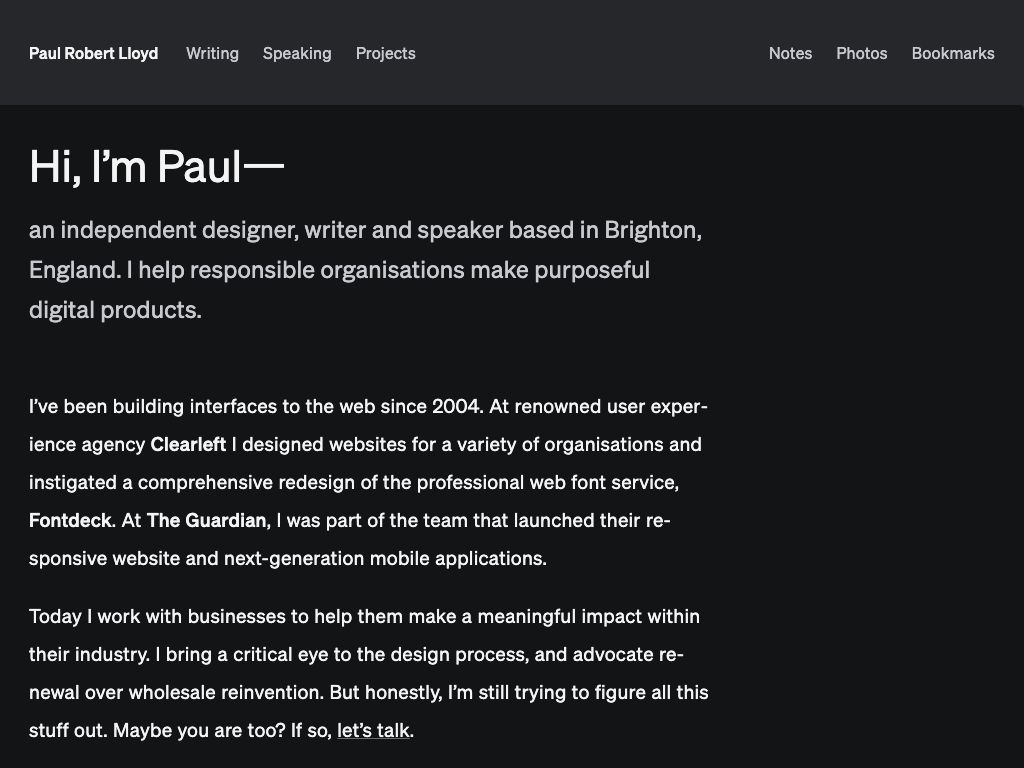 Paul Robert Lloyd Writing Speaking Projects Notes Photos Bookmarks
Hi, I’m Paul—
an independent designer, writer and speaker based in Brighton,
England. I help responsible organisations make purposeful
digital products.
I’ve been building interfaces to the web since 2004. At renowned user exper-
ience agency Clearleft I designed websites for a variety of organisations and
instigated a comprehensive redesign of the professional web font service,
Fontdeck. At The Guardian, I was part of the team that launched their re-
sponsive website and next-generation mobile applications.
Today I work with businesses to help them make a meaningful impact within
their industry. I bring a critical eye to the design process, and advocate re-
newal over wholesale reinvention. But honestly, I’m still trying to figure all this
stuff out. Maybe you are too? If so, let’s talk.